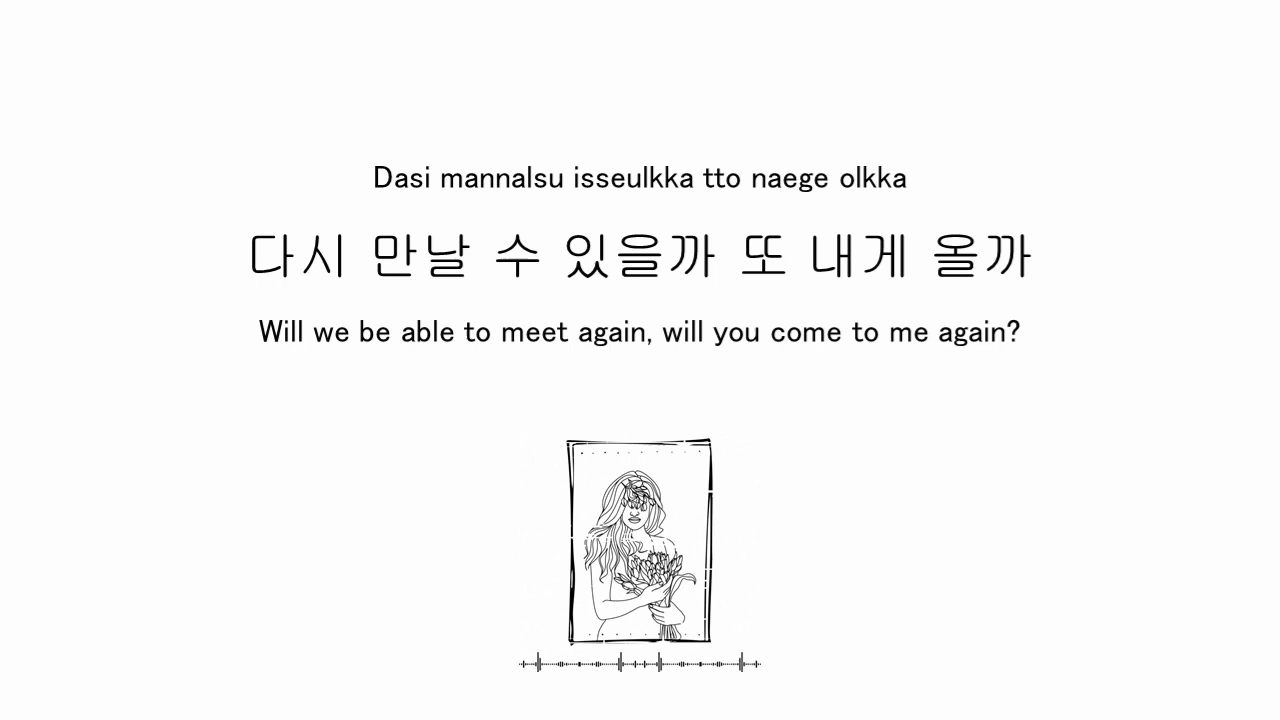 Dasi mannalsu isseulkka tto naege olkka
다시 만날 수 있을까 또 내게 올까
Will we be able to meet again, will you come to me again?